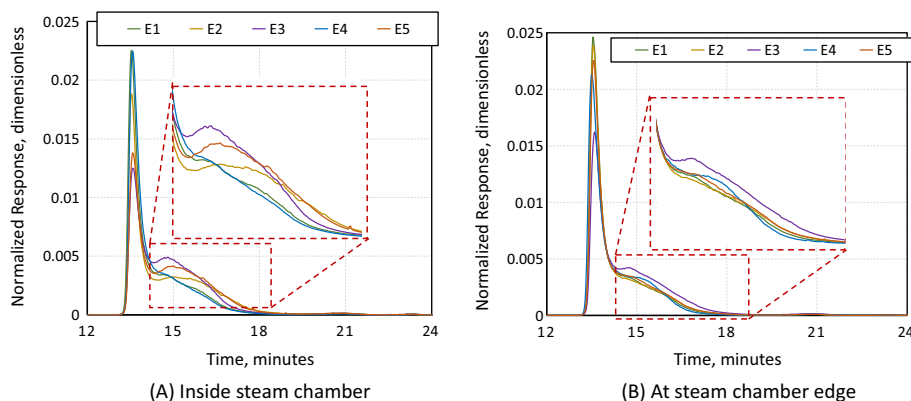 E1 E2 E3 E4 E5
Normalized Response, dimensionless
0.025
0.02
0.015
0.01
0.005
0
12 15 18 21 24
Time, minutes
(A) Inside steam chamber
E1 E2 E3 E4 E5
Normalized Response, dimensionless
0.025
0.02
0.015
0.01
0.005
0
12 15 18 21 24
Time, minutes
(B) At steam chamber edge